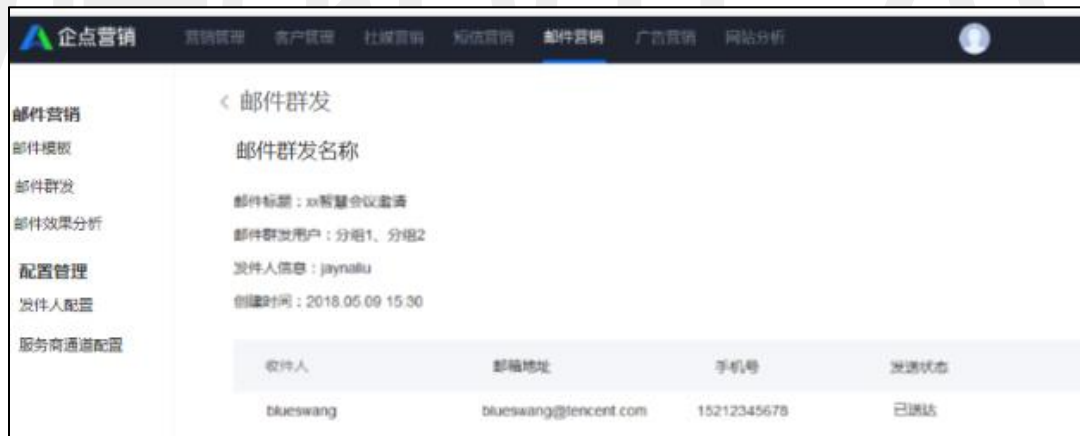 企点营销 营销管理 客户管理 社媒营销 短信营销 邮件营销 广告营销 网站分析
邮件营销
邮件模板
邮件群发
邮件效果分析
配置管理
发件人配置
服务商通道配置
< 邮件群发
邮件群发名称
邮件标题：xx智慧会议邀请
邮件群发用户：分组1、分组2
发件人信息：jaynaliu
创建时间：2018.05.09 15:30
收件人 邮箱地址 手机号 发送状态
blueswang blueswang@tencent.com 15212345678 已送达